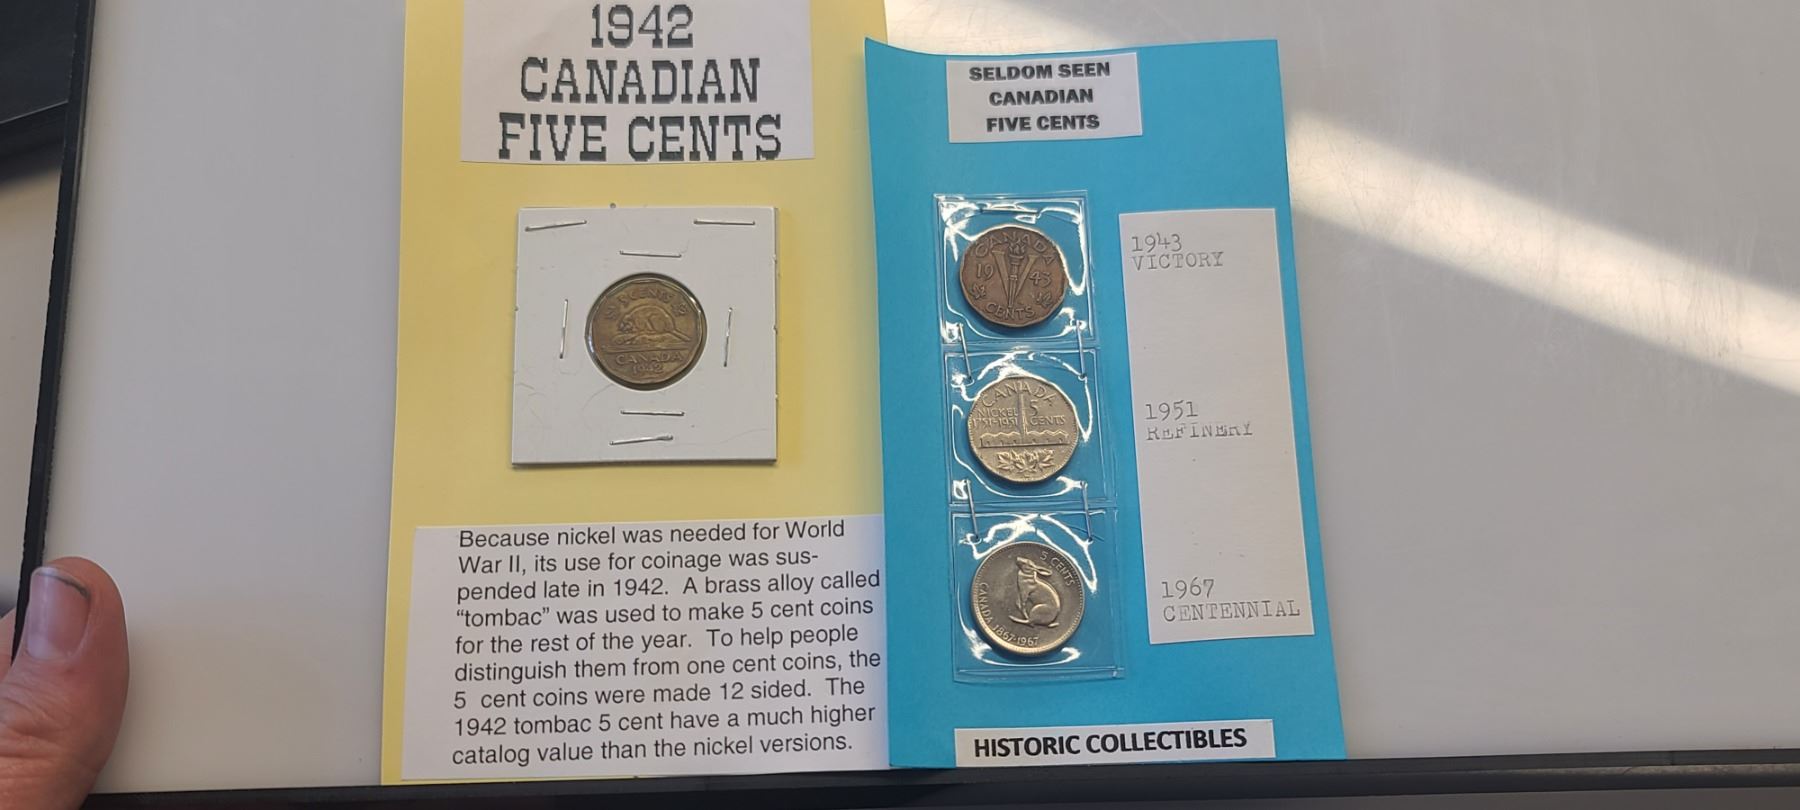 1942
CANADIAN
FIVE CENTS
5 CENTS
CANADA
1942
Because nickel was needed for World
War II, its use for coinage was sus-
pended late in 1942.  A brass alloy called
“tombac” was used to make 5 cent coins
for the rest of the year.  To help people
distinguish them from one cent coins, the
5  cent coins were made 12 sided.  The
1942 tombac 5 cent have a much higher
catalog value than the nickel versions.
SELDOM SEEN
CANADIAN
FIVE CENTS
CANADA
19 43
CENTS
1943
VICTORY
CANADA
NICKEL 5
1751-1951 CENTS
1951
REFINERY
5 CENTS
CANADA 1867-1967
1967
CENTENNIAL
HISTORIC COLLECTIBLES